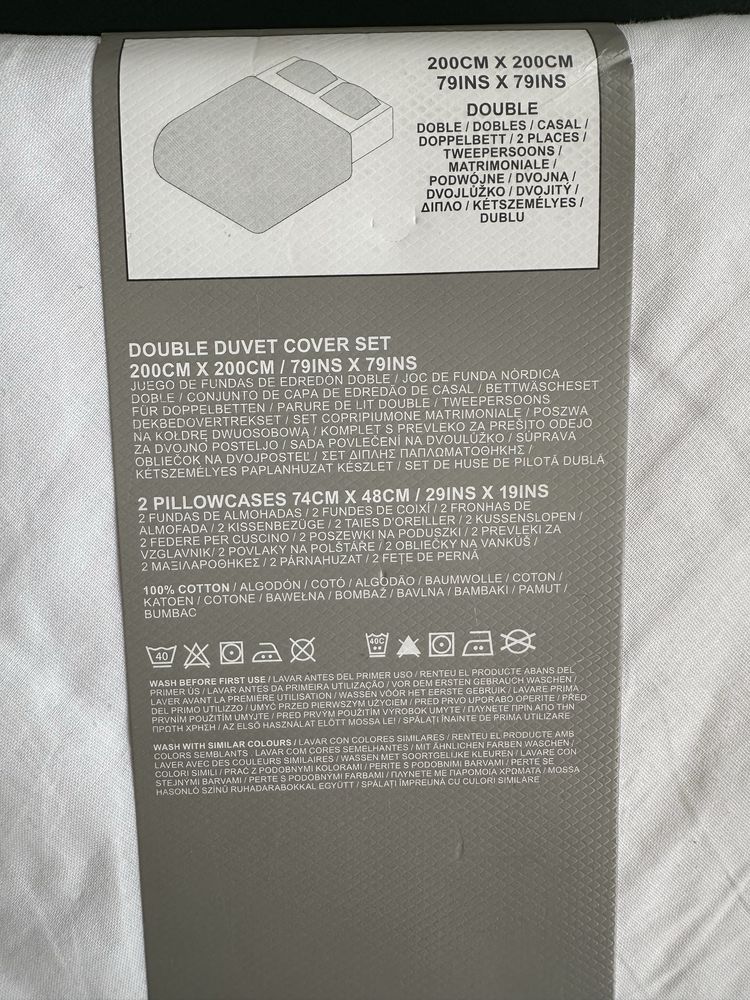 200CM X 200CM
79INS X 79INS
DOUBLE
DOBLE / DOBLES / CASAL /
DOPPELBETT / 2 PLACES /
TWEEPERSOONS /
MATRIMONIALE /
PODWÓJNE / DVOJNA /
DVOJLŮŽKO / DVOJITÝ /
ΔΙΠΛΟ / KÉTSZEMÉLYES /
DUBLU
DOUBLE DUVET COVER SET
200CM X 200CM / 79INS X 79INS
JUEGO DE FUNDAS DE EDREDÓN DOBLE / JOC DE FUNDA NÒRDICA
DOBLE / CONJUNTO DE CAPA DE EDREDÃO DE CASAL / BETTWÄSCHESET
FÜR DOPPELBETTEN / PARURE DE LIT DOUBLE / TWEEPERSOONS
DEKBEDOVERTREKSET / SET COPRIPIUMONE MATRIMONIALE / POSZWA
NA KOŁDRĘ DWUOSOBOWĄ / KOMPLET S PREVLEKO ZA PREŠITO ODEJO
ZA DVOJNO POSTELJO / SADA POVLEČENÍ NA DVOULŮŽKO / SÚPRAVA
OBLIEČOK NA DVOJPOSTEĽ / ΣΕΤ ΔΙΠΛΗΣ ΠΑΠΛΩΜΑΤΟΘΗΚΗΣ /
KÉTSZEMÉLYES PAPLANHUZAT KÉSZLET / SET DE HUSE DE PILOTĂ DUBLĂ
2 PILLOWCASES 74CM X 48CM / 29INS X 19INS
2 FUNDAS DE ALMOHADAS / 2 FUNDES DE COIXÍ / 2 FRONHAS DE
ALMOFADA / 2 KISSENBEZÜGE / 2 TAIES D'OREILLER / 2 KUSSENSLOPEN /
2 FEDERE PER CUSCINO / 2 POSZEWKI NA PODUSZKI / 2 PREVLEKI ZA
VZGLAVNIK / 2 POVLAKY NA POLŠTÁŘE / 2 OBLIEČKY NA VANKÚŠ /
2 ΜΑΞΙΛΑΡΟΘΗΚΕΣ / 2 PÁRNAHUZAT / 2 FEȚE DE PERNĂ
100% COTTON / ALGODÓN / COTÓ / ALGODÃO / BAUMWOLLE / COTON /
KATOEN / COTONE / BAWEŁNA / BOMBAŽ / BAVLNA / ΒΑΜΒΑΚΙ / PAMUT /
BUMBAC
40
40C
WASH BEFORE FIRST USE / LAVAR ANTES DEL PRIMER USO / RENTEU EL PRODUCTE ABANS DEL
PRIMER ÚS / LAVAR ANTES DA PRIMEIRA UTILIZAÇÃO / VOR DEM ERSTEN GEBRAUCH WASCHEN /
LAVER AVANT LA PREMIÈRE UTILISATION / WASSEN VÓÓR HET EERSTE GEBRUIK / LAVARE PRIMA
DEL PRIMO UTILIZZO / UMYĆ PRZED PIERWSZYM UŻYCIEM / PRED PRVO UPORABO OPERITE / PŘED
PRVNÍM POUŽITÍM UMYJTE / PRED PRVÝM POUŽITÍM VÝROBOK UMYTE / ΠΛΥΝΕΤΕ ΠΡΙΝ ΑΠΟ ΤΗΝ
ΠΡΩΤΗ ΧΡΗΣΗ / AZ ELSŐ HASZNÁLAT ELŐTT MOSSA LE! / SPĂLAȚI ÎNAINTE DE PRIMA UTILIZARE
WASH WITH SIMILAR COLOURS / LAVAR CON COLORES SIMILARES / RENTEU EL PRODUCTE AMB
COLORS SEMBLANTS . LAVAR COM CORES SEMELHANTES / MIT ÄHNLICHEN FARBEN WASCHEN /
LAVER AVEC DES COULEURS SIMILAIRES / WASSEN MET SOORTGELIJKE KLEUREN / LAVARE CON
COLORI SIMILI / PRAĆ Z PODOBNYMI KOLORAMI / PERITE S PODOBNIMI BARVAMI / PERTE SE
STEJNÝMI BARVAMI / PERTE S PODOBNÝMI FARBAMI / ΠΛΥΝΕΤΕ ΜΕ ΠΑΡΟΜΟΙΑ ΧΡΩΜΑΤΑ / MOSSA
HASONLÓ SZÍNŰ RUHADARABOKKAL EGYÜTT / SPĂLAȚI ÎMPREUNĂ CU CULORI SIMILARE